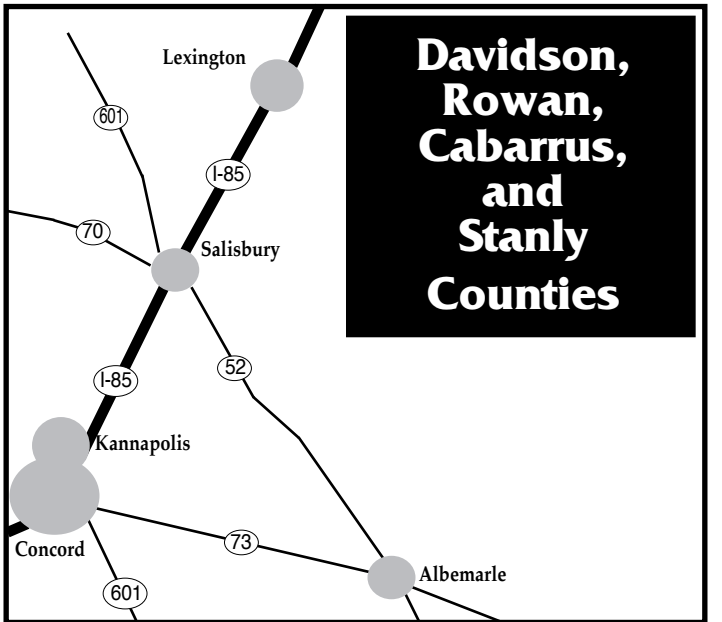 Davidson,
Rowan,
Cabarrus,
and
Stanly
Counties
Lexington
601
I-85
70
Salisbury
I-85
52
Kannapolis
Concord
73
Albemarle
601